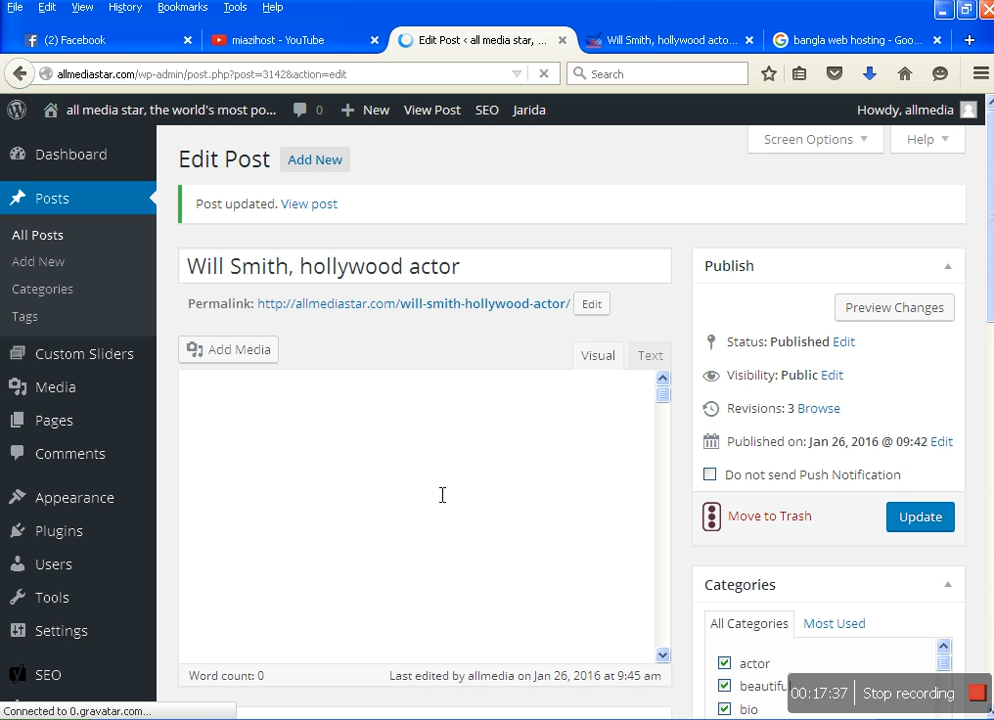 File Edit View History Bookmarks Tools Help
(2) Facebook
miazihost - YouTube
Edit Post ‹ all media star, ...
Will Smith, hollywood acto...
bangla web hosting - Goo...
allmediastar.com/wp-admin/post.php?post=3142&action=edit
Search
all media star, the world's most po... 0 New View Post SEO Jarida
Howdy, allmedia
Screen Options
Help
Dashboard
Posts
All Posts
Add New
Categories
Tags
Custom Sliders
Media
Pages
Comments
Appearance
Plugins
Users
Tools
Settings
SEO
Edit Post Add New
Post updated. View post
Will Smith, hollywood actor
Permalink: http://allmediastar.com/will-smith-hollywood-actor/ Edit
Add Media
Visual Text
Word count: 0 Last edited by allmedia on Jan 26, 2016 at 9:45 am
Publish
Preview Changes
Status: Published Edit
Visibility: Public Edit
Revisions: 3 Browse
Published on: Jan 26, 2016 @ 09:42 Edit
Do not send Push Notification
Move to Trash Update
Categories
All Categories Most Used
actor
beautifu
bio
00:17:37 Stop recording
Connected to 0.gravatar.com...